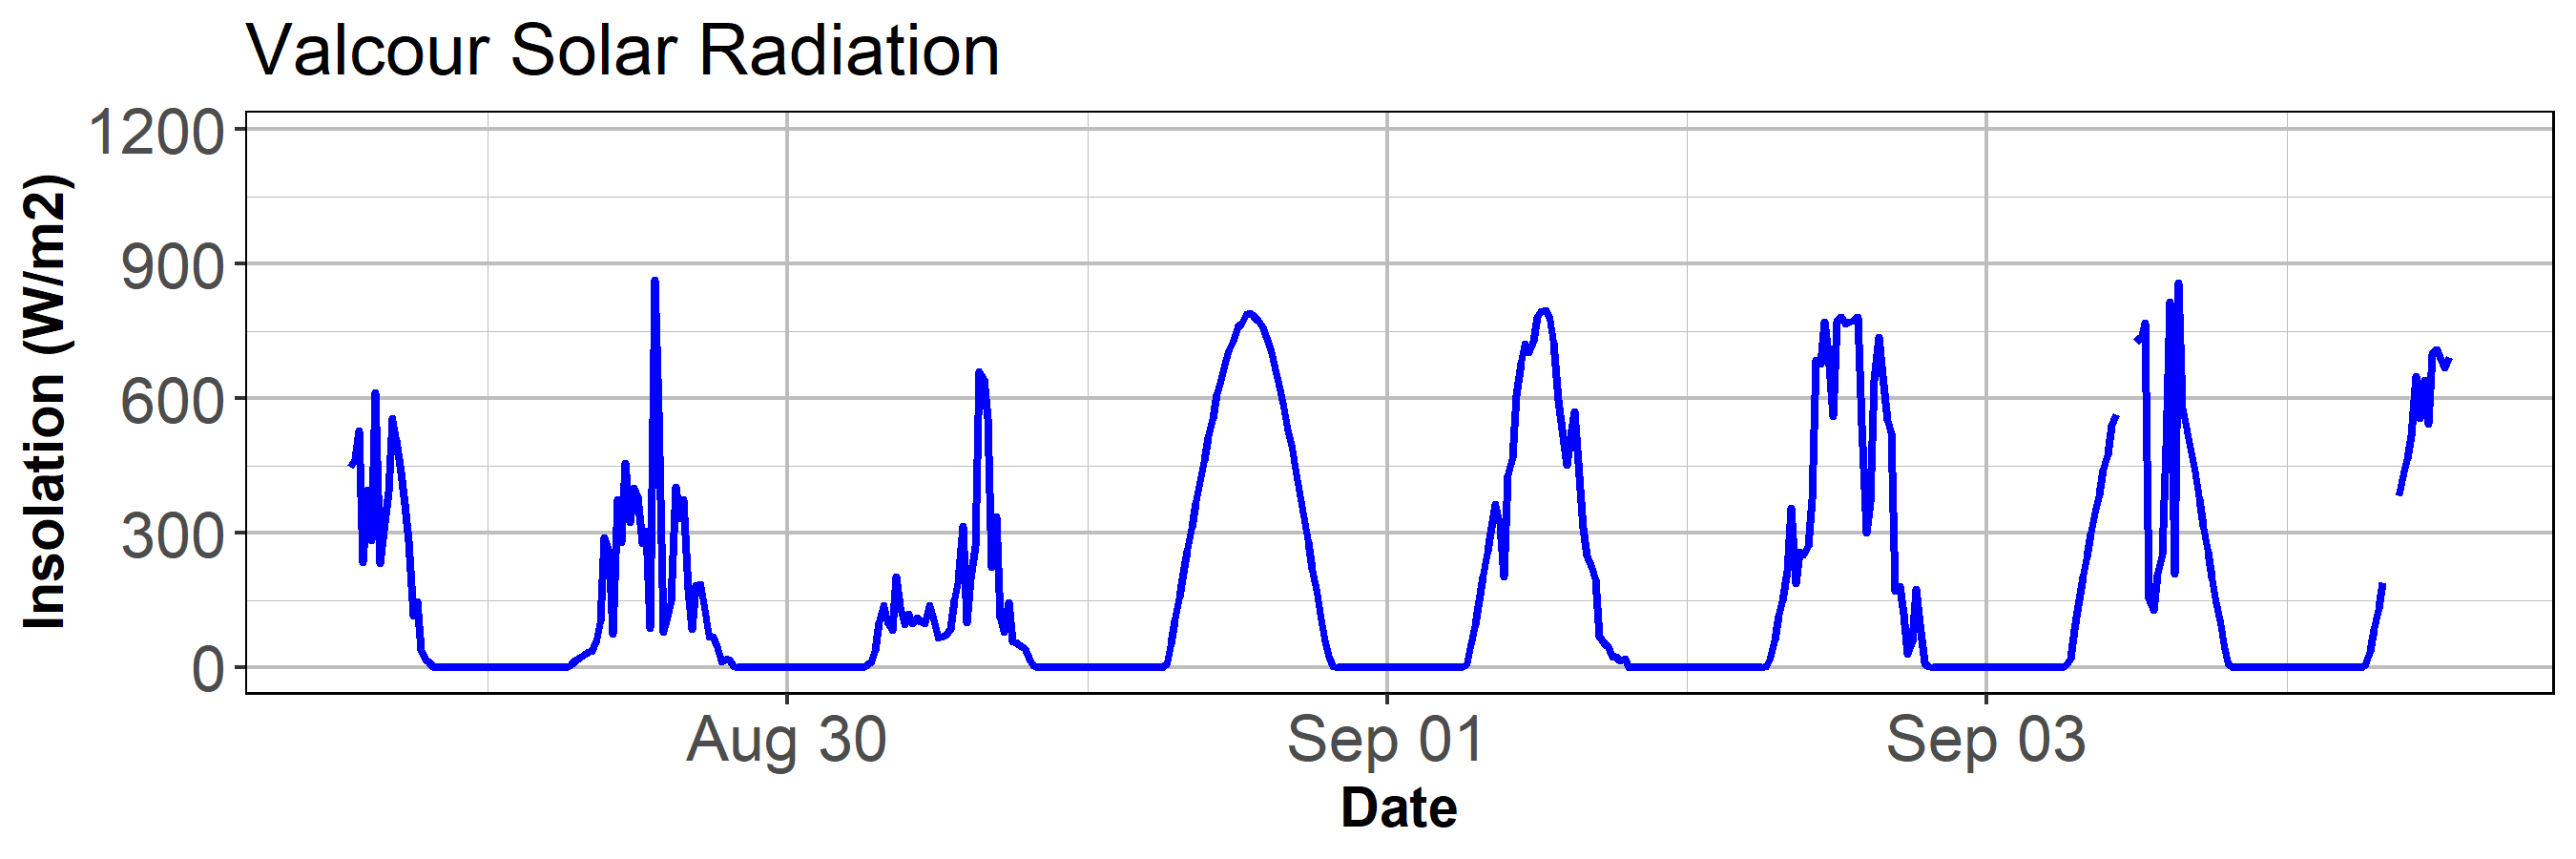 Valcour Solar Radiation
1200
900
600
300
0
Insolation (W/m2)
Aug 30 Sep 01 Sep 03
Date